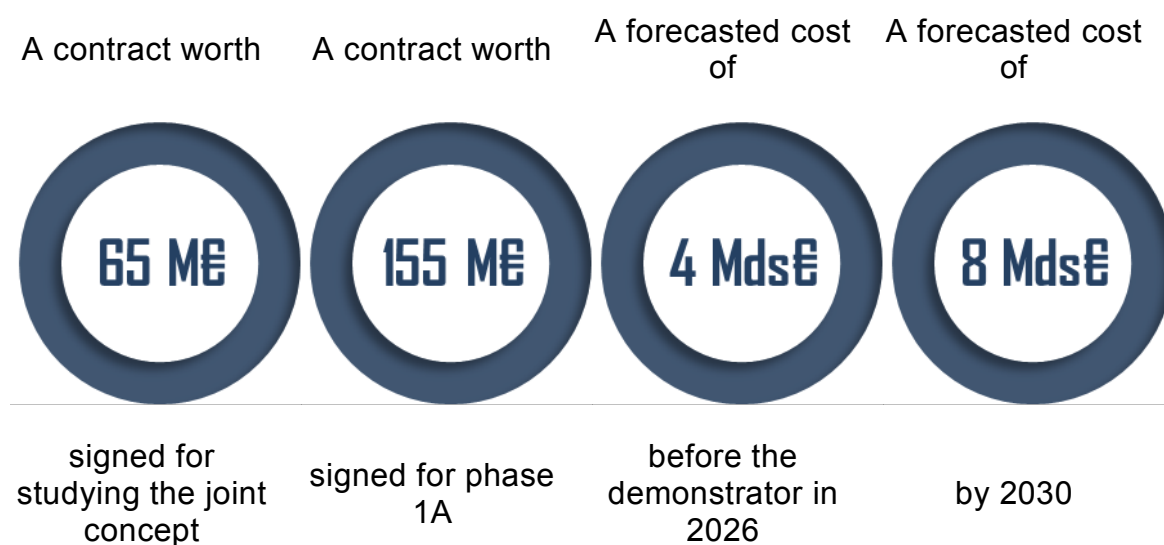 A contract worth
A contract worth
A forecasted cost
of
A forecasted cost
of
65 M€
155 M€
4 Mds€
8 Mds€
signed for
studying the joint
concept
signed for phase
1A
before the
demonstrator in
2026
by 2030